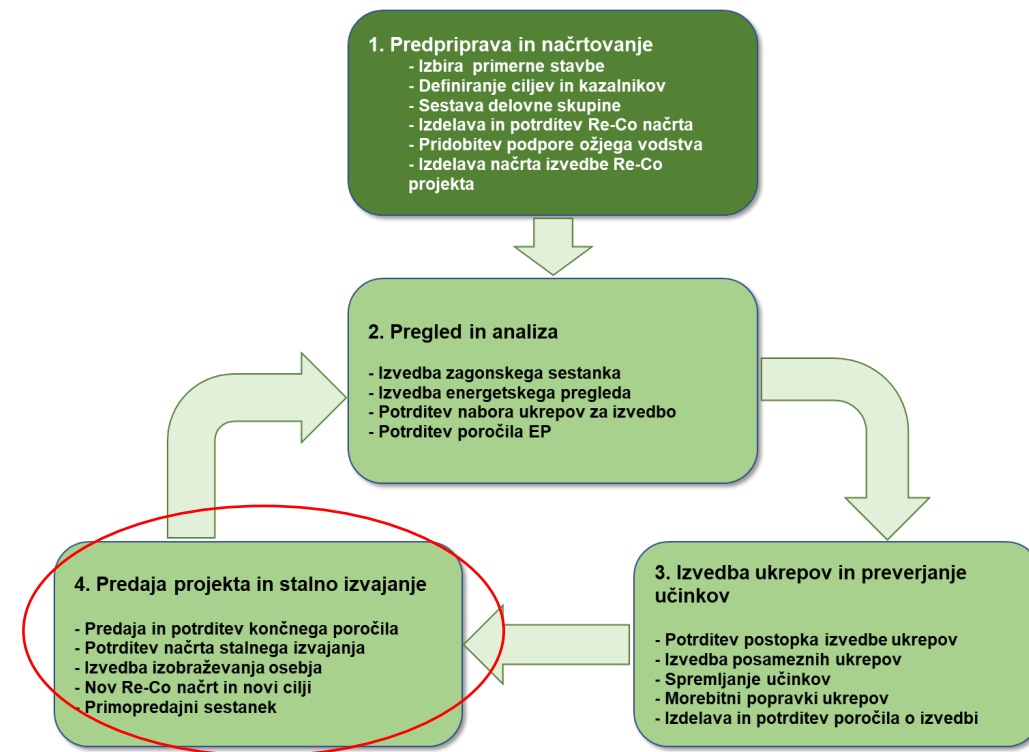 1. Predpriprava in načrtovanje
- Izbira primerne stavbe
- Definiranje ciljev in kazalnikov
- Sestava delovne skupine
- Izdelava in potrditev Re-Co načrta
- Pridobitev podpore ožjega vodstva
- Izdelava načrta izvedbe Re-Co
projekta
2. Pregled in analiza
- Izvedba zagonskega sestanka
- Izvedba energetskega pregleda
- Potrditev nabora ukrepov za izvedbo
- Potrditev poročila EP
3. Izvedba ukrepov in preverjanje
učinkov
- Potrditev postopka izvedbe ukrepov
- Izvedba posameznih ukrepov
- Spremljanje učinkov
- Morebitni popravki ukrepov
- Izdelava in potrditev poročila o izvedbi
4. Predaja projekta in stalno izvajanje
- Predaja in potrditev končnega poročila
- Potrditev načrta stalnega izvajanja
- Izvedba izobraževanja osebja
- Nov Re-Co načrt in novi cilji
- Primopredajni sestanek